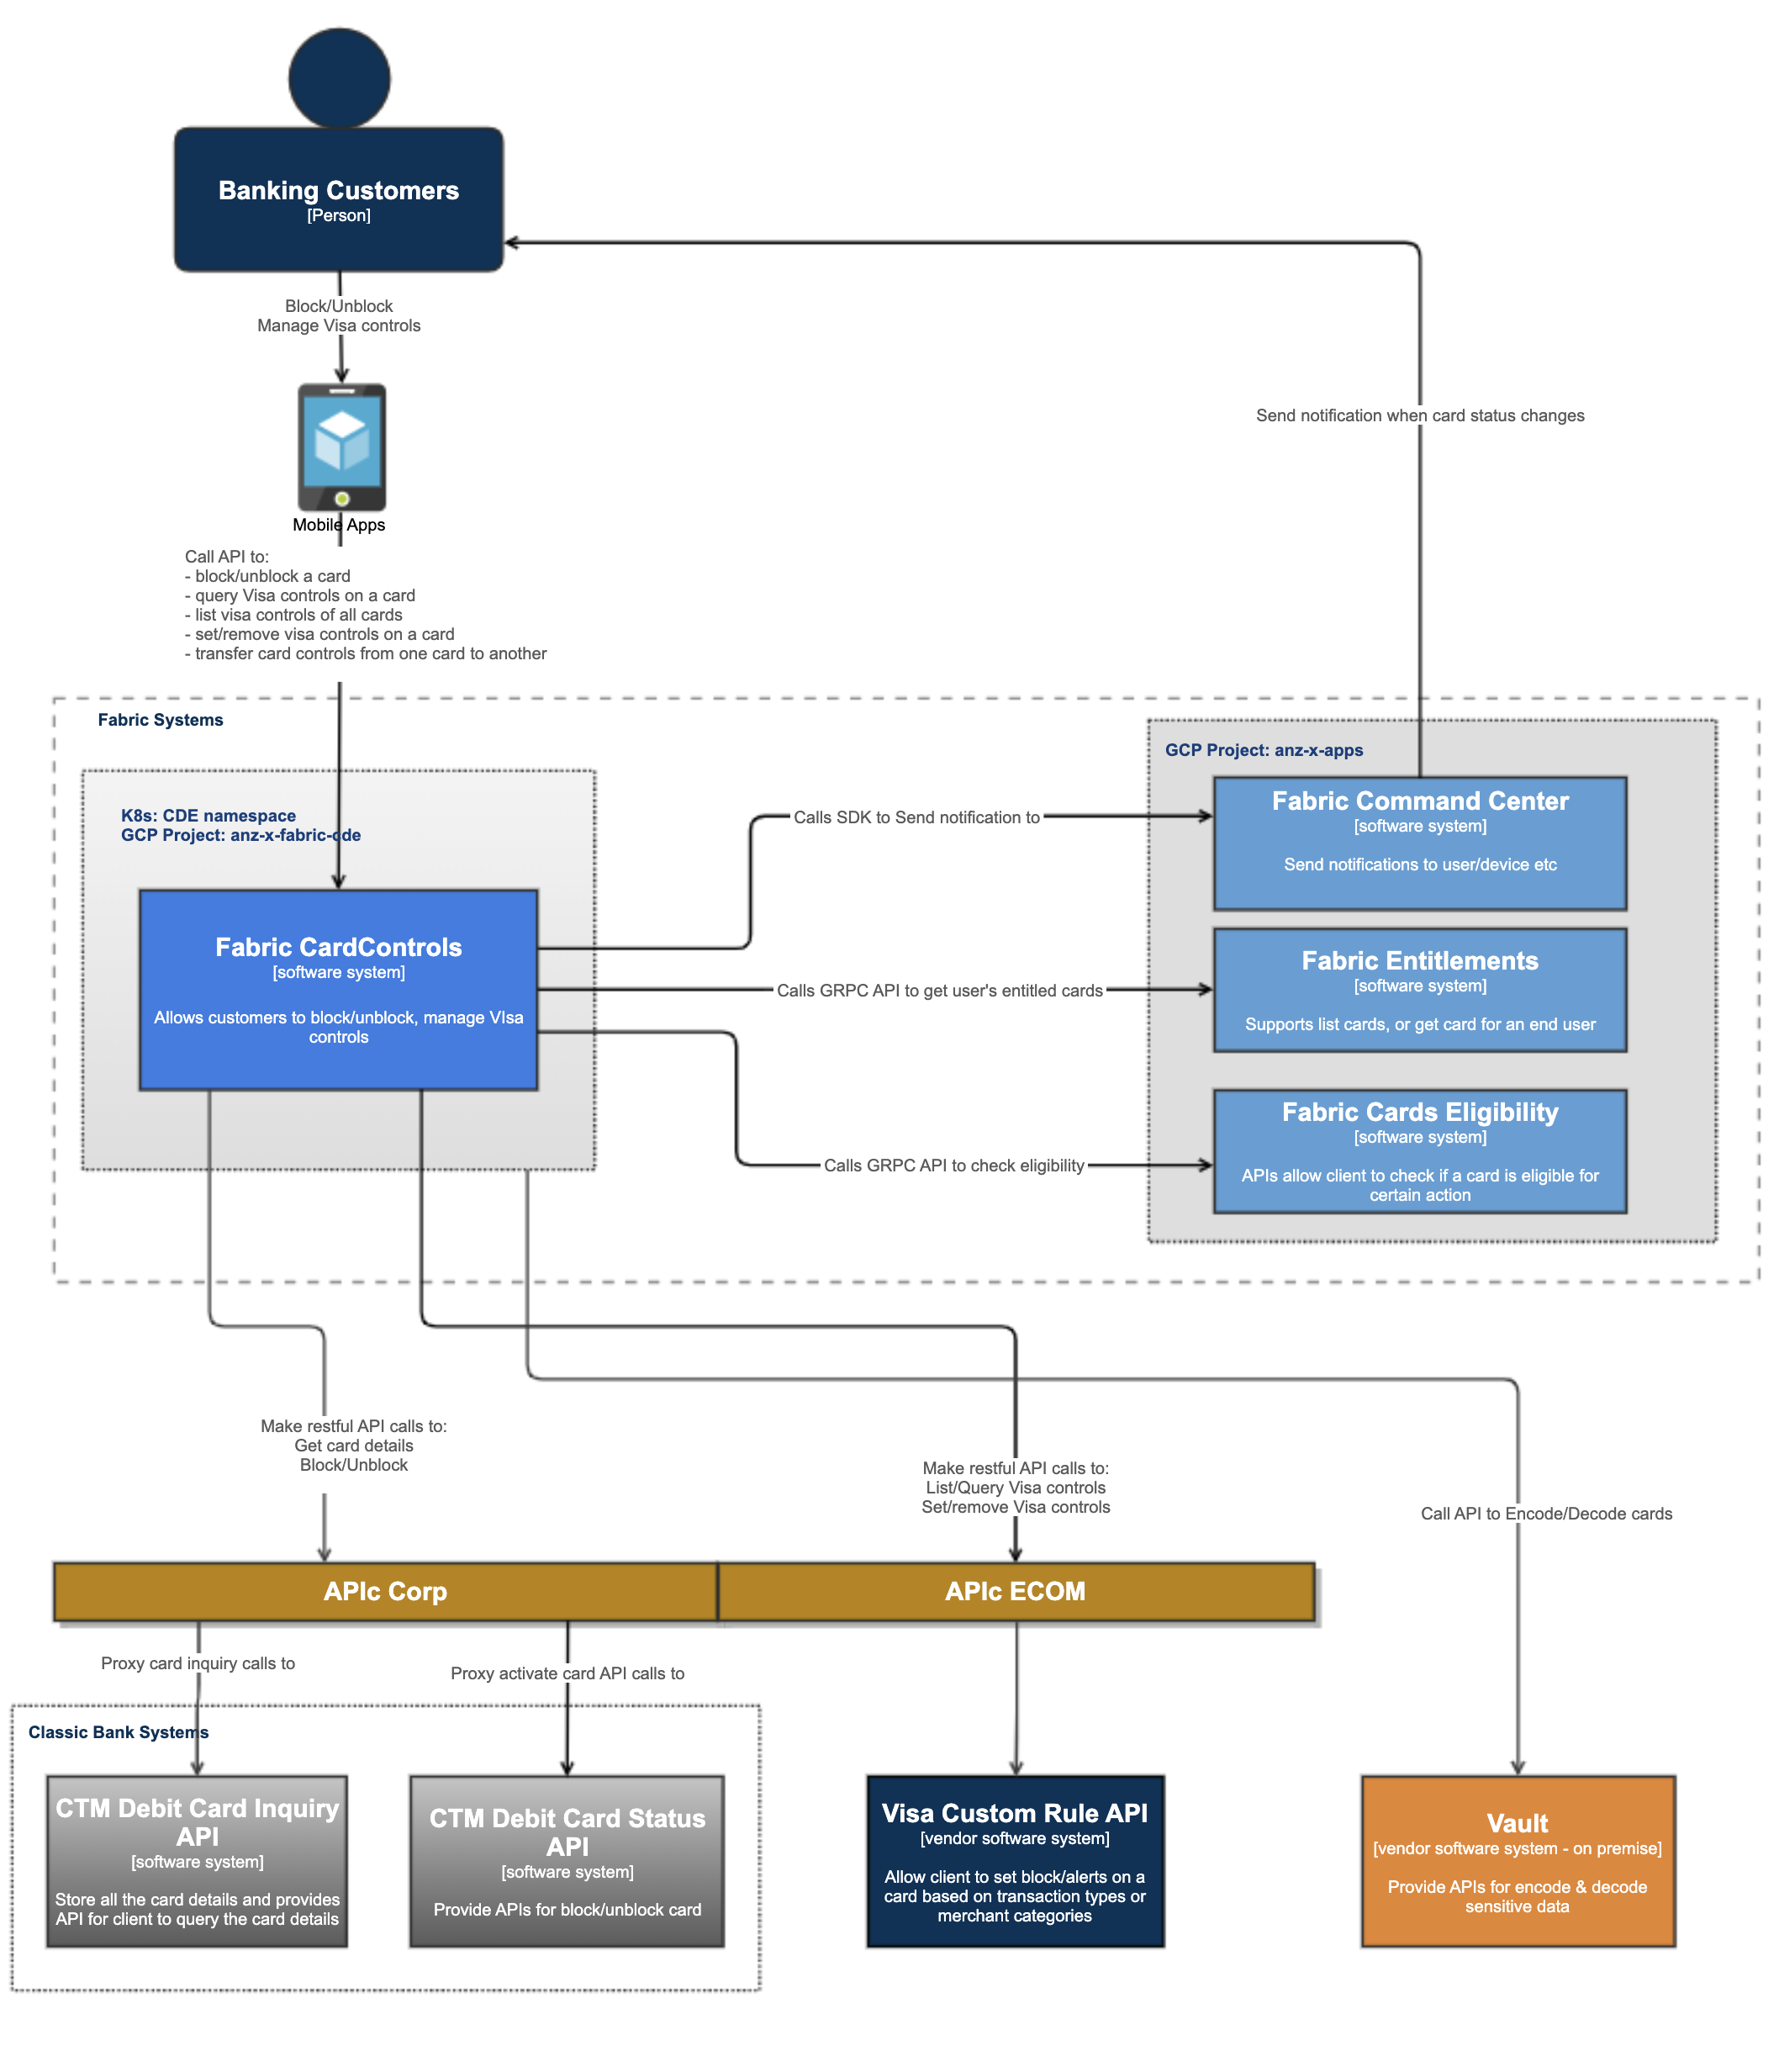 Banking Customers
[Person]
Block/Unblock
Manage Visa controls
Mobile Apps
Send notification when card status changes
Call API to:
- block/unblock a card
- query Visa controls on a card
- list visa controls of all cards
- set/remove visa controls on a card
- transfer card controls from one card to another
Fabric Systems
K8s: CDE namespace
GCP Project: anz-x-fabric-cde
Fabric CardControls
[software system]
Allows customers to block/unblock, manage VIsa
controls
Calls SDK to Send notification to
Calls GRPC API to get user's entitled cards
Calls GRPC API to check eligibility
GCP Project: anz-x-apps
Fabric Command Center
[software system]
Send notifications to user/device etc
Fabric Entitlements
[software system]
Supports list cards, or get card for an end user
Fabric Cards Eligibility
[software system]
APIs allow client to check if a card is eligible for
certain action
Make restful API calls to:
Get card details
Block/Unblock
Make restful API calls to:
List/Query Visa controls
Set/remove Visa controls
Call API to Encode/Decode cards
APIc Corp
APIc ECOM
Proxy card inquiry calls to
Proxy activate card API calls to
Classic Bank Systems
CTM Debit Card Inquiry
API
[software system]
Store all the card details and provides
API for client to query the card details
CTM Debit Card Status
API
[software system]
Provide APIs for block/unblock card
Visa Custom Rule API
[vendor software system]
Allow client to set block/alerts on a
card based on transaction types or
merchant categories
Vault
[vendor software system - on premise]
Provide APIs for encode & decode
sensitive data